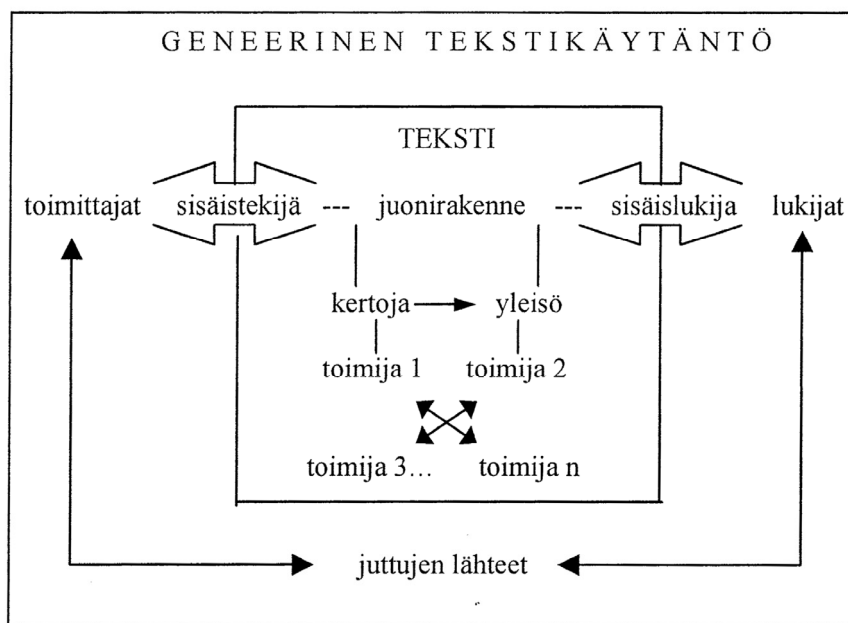 GENEERINEN TEKSTIKÄYTÄNTÖ
TEKSTI
toimittajat sisäistekijä --- juonirakenne --- sisäislukija lukijat
kertoja yleisö
toimija 1 toimija 2
toimija 3... toimija n
juttujen lähteet